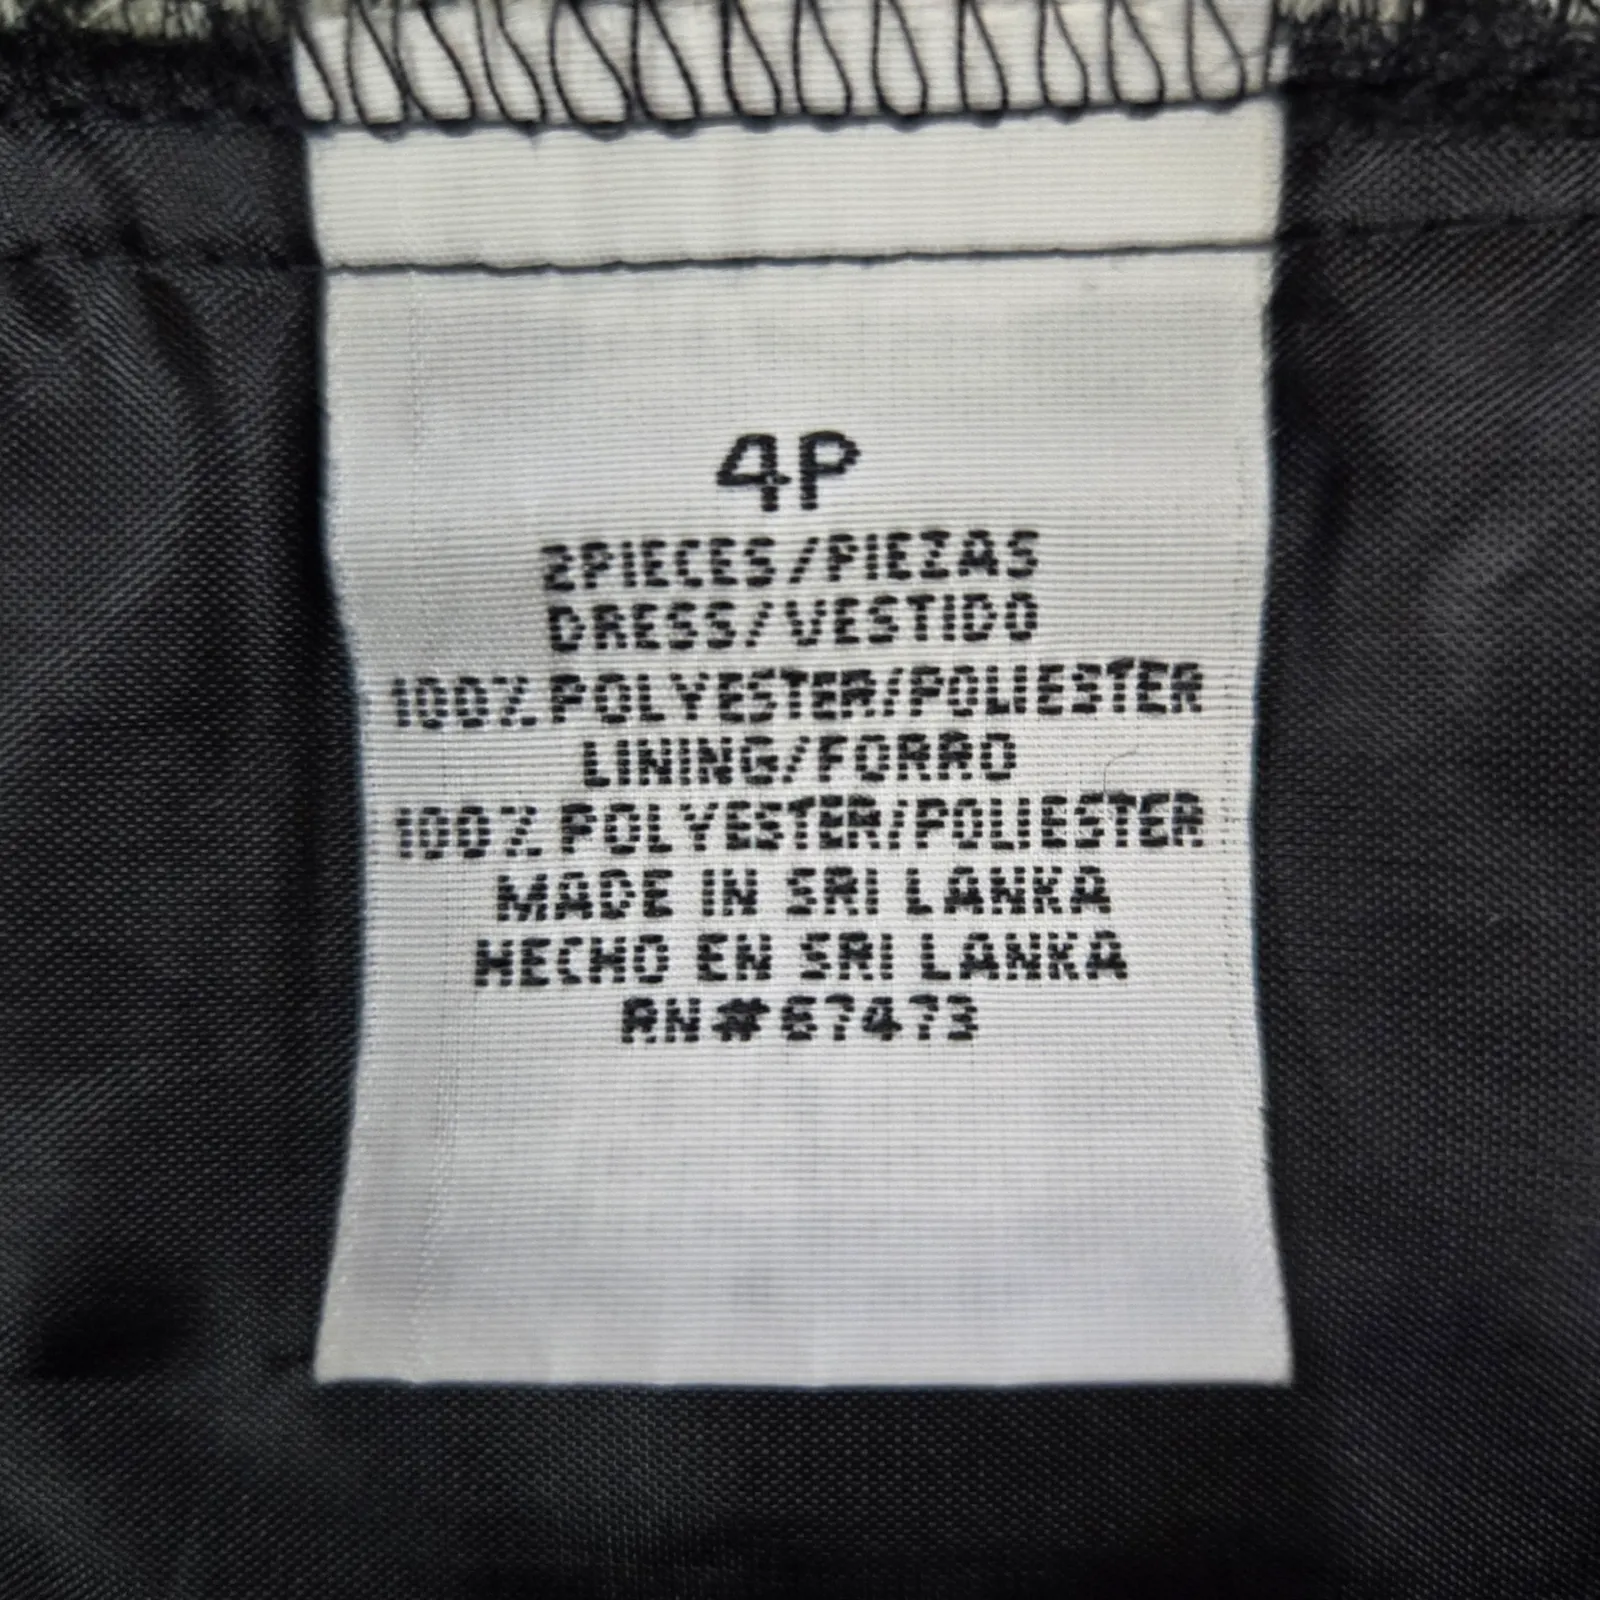 4P
2PIECES/PIEZAS
DRESS/VESTIDO
100% POLYESTER/POLIESTER
LINING/FORRO
100% POLYESTER/POLIESTER
MADE IN SRI LANKA
HECHO EN SRI LANKA
RN#67473